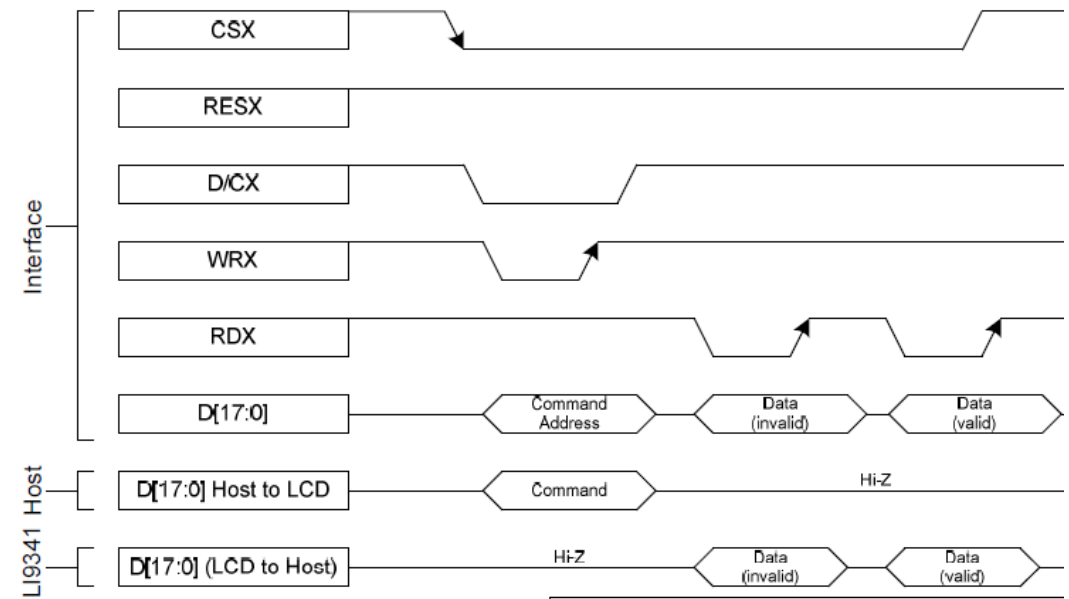 CSX
RESX
D/CX
WRX
RDX
Interface
D[17:0]
Command
Address
Data
(invalid)
Data
(valid)
Host
D[17:0] Host to LCD
Command
Hi-Z
LI9341
D[17:0] (LCD to Host)
Hi-Z
Data
(invalid)
Data
(valid)